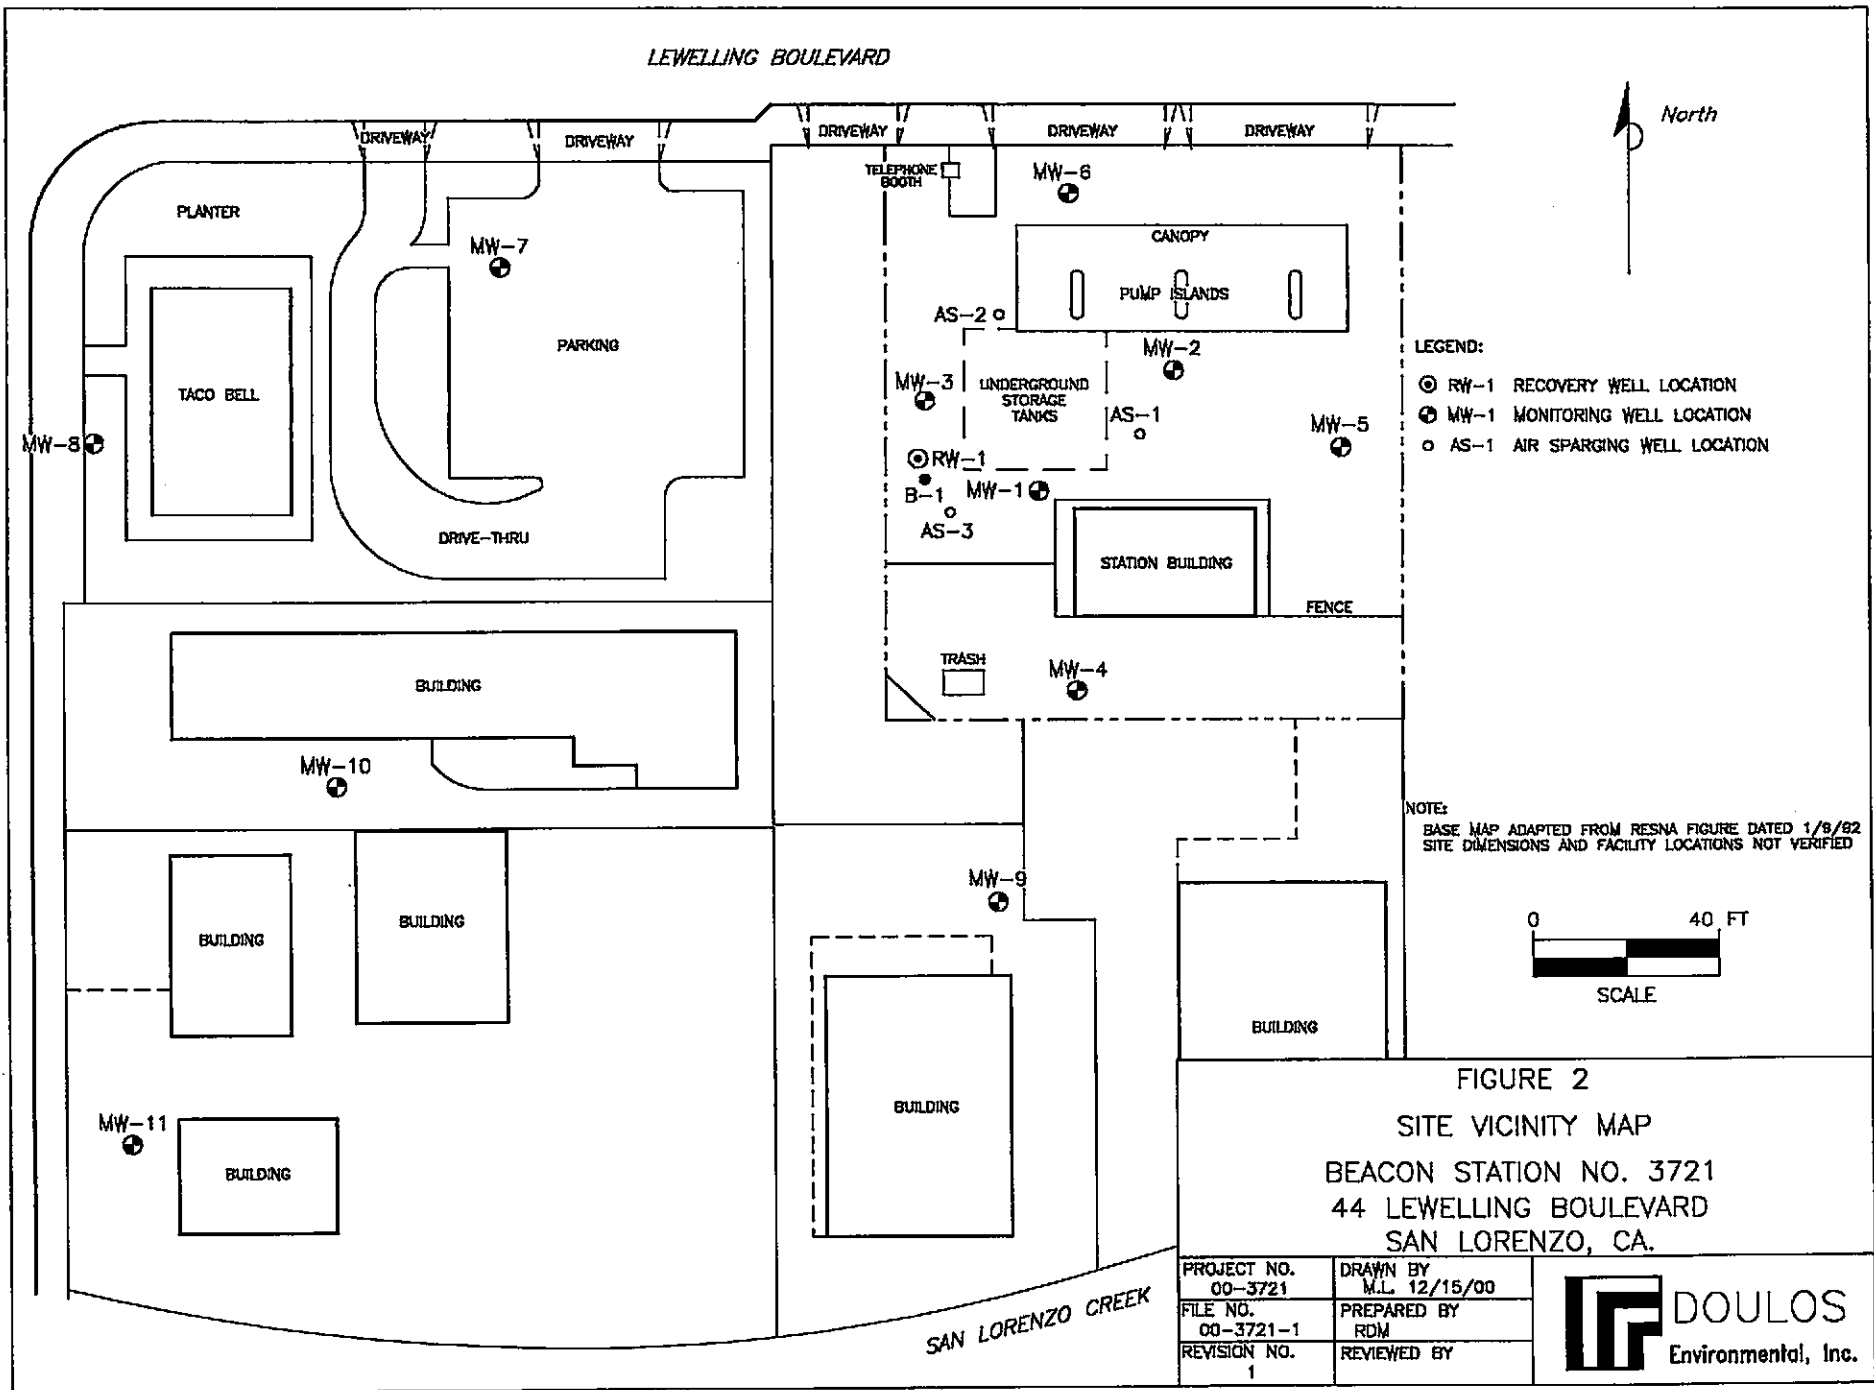 LEWELLING BOULEVARD
North
DRIVEWAY
DRIVEWAY
DRIVEWAY
DRIVEWAY
DRIVEWAY
TELEPHONE
BOOTH
MW-6
PLANTER
MW-7
CANOPY
PUMP ISLANDS
AS-2
PARKING
MW-2
LEGEND:
RW-1 RECOVERY WELL LOCATION
MW-1 MONITORING WELL LOCATION
AS-1 AIR SPARGING WELL LOCATION
TACO BELL
MW-3
UNDERGROUND
STORAGE
TANKS
AS-1
MW-5
MW-8
RW-1
B-1
MW-1
AS-3
DRIVE-THRU
STATION BUILDING
FENCE
TRASH
MW-4
BUILDING
MW-10
NOTE:
BASE MAP ADAPTED FROM RESNA FIGURE DATED 1/9/92
SITE DIMENSIONS AND FACILITY LOCATIONS NOT VERIFIED
MW-9
BUILDING
BUILDING
0 40 FT
SCALE
BUILDING
BUILDING
MW-11
BUILDING
FIGURE 2
SITE VICINITY MAP
BEACON STATION NO. 3721
44 LEWELLING BOULEVARD
SAN LORENZO, CA.
SAN LORENZO CREEK
PROJECT NO.
00-3721
DRAWN BY
M.L. 12/15/00
FILE NO.
00-3721-1
PREPARED BY
RDM
REVISION NO.
1
REVIEWED BY
DOULOS
Environmental, Inc.